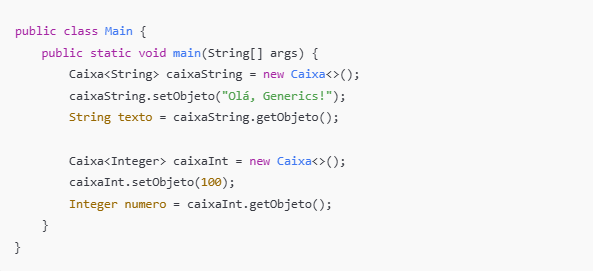 public class Main {
    public static void main(String[] args) {
        Caixa<String> caixaString = new Caixa<>();
        caixaString.setObjeto("Olá, Generics!");
        String texto = caixaString.getObjeto();

        Caixa<Integer> caixaInt = new Caixa<>();
        caixaInt.setObjeto(100);
        Integer numero = caixaInt.getObjeto();
    }
}